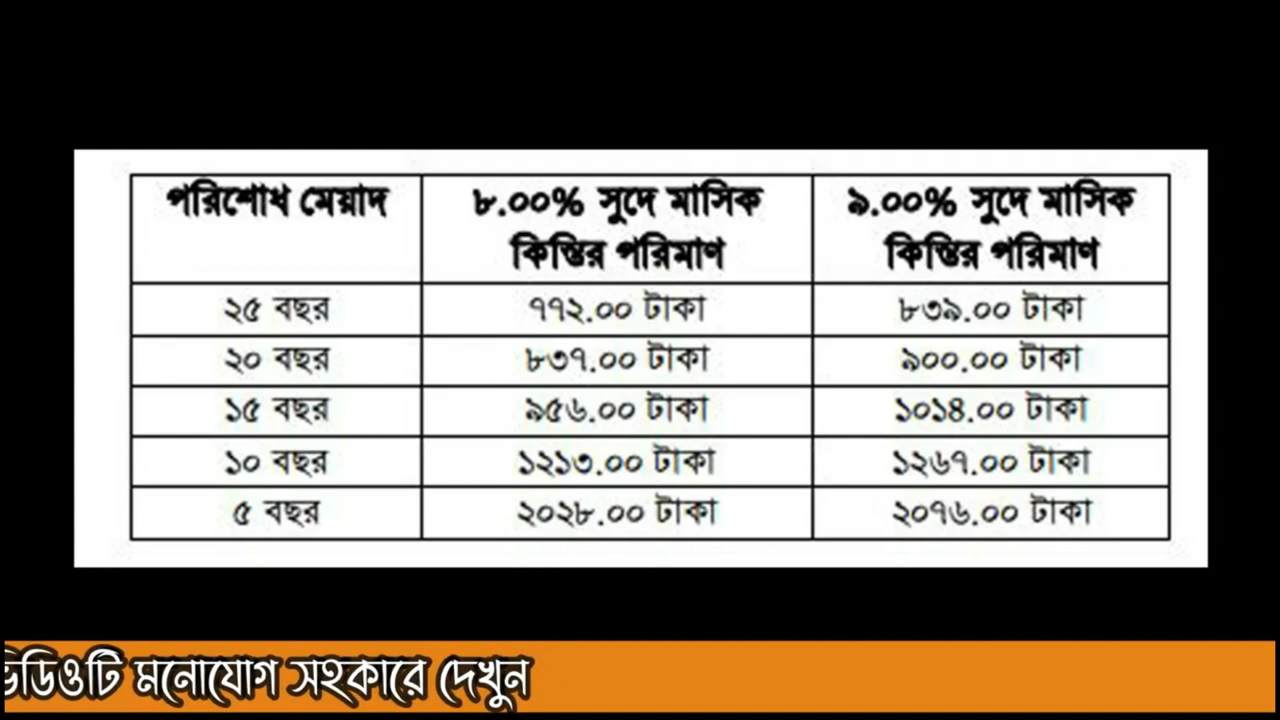 পরিশোধ মেয়াদ ৮.০০% সুদে মাসিক কিস্তির পরিমাণ ৯.০০% সুদে মাসিক কিস্তির পরিমাণ
২৫ বছর ৭৭২.০০ টাকা ৮৩৯.০০ টাকা
২০ বছর ৮৩৭.০০ টাকা ৯০০.০০ টাকা
১৫ বছর ৯৫৬.০০ টাকা ১০১৪.০০ টাকা
১০ বছর ১২১৩.০০ টাকা ১২৬৭.০০ টাকা
৫ বছর ২০২৮.০০ টাকা ২০৭৬.০০ টাকা
ভিডিওটি মনোযোগ সহকারে দেখুন